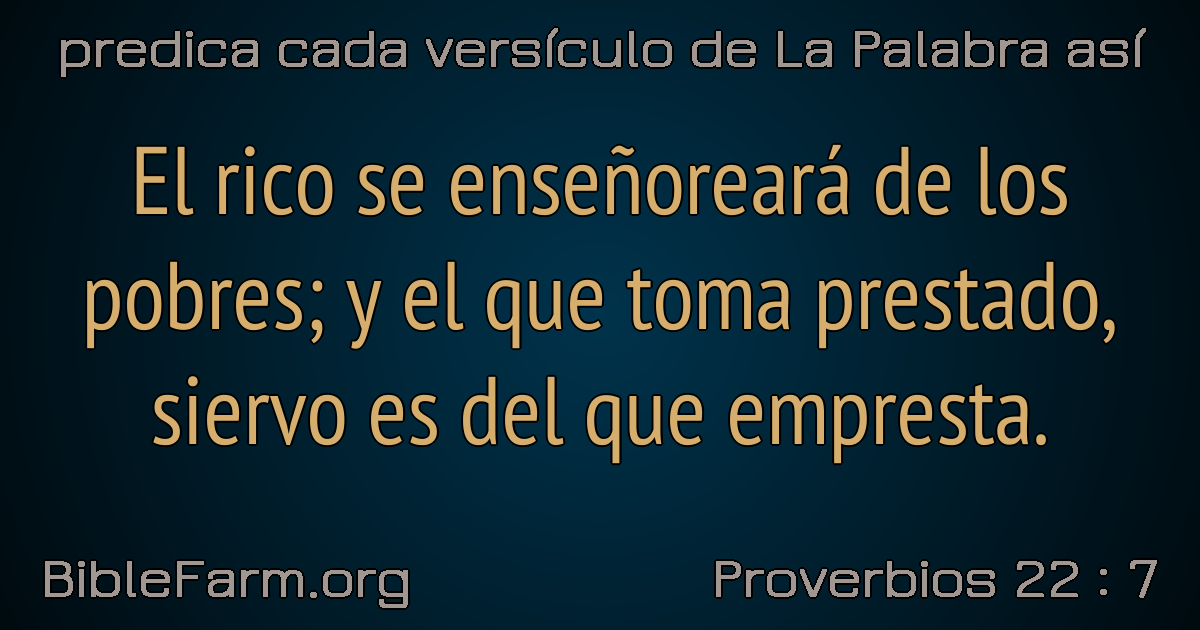 predica cada versículo de La Palabra así
El rico se enseñoreará de los
pobres; y el que toma prestado,
siervo es del que empresta.
BibleFarm.org
Proverbios 22 : 7